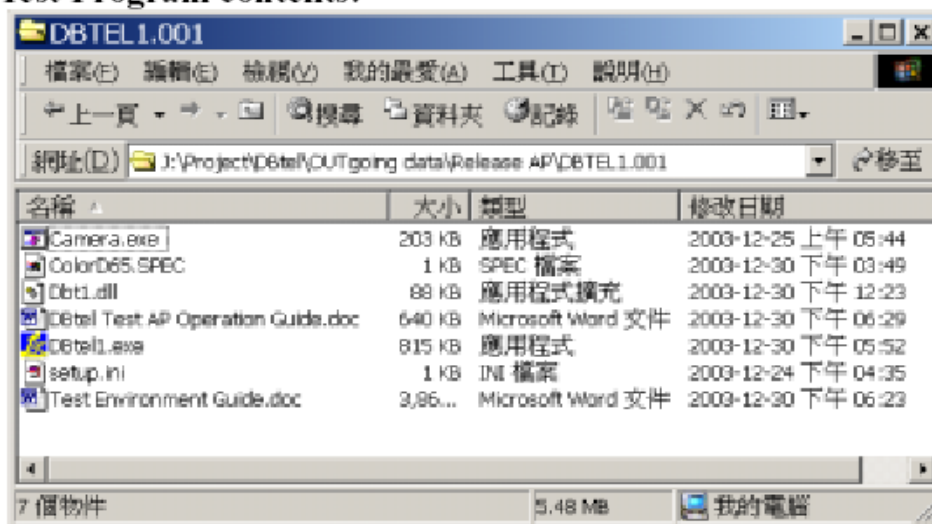 Test Program contents:
DBTEL1.001
檔案(F) 編輯(E) 檢視(V) 我的最愛(A) 工具(T) 說明(H)
上一頁 搜尋 資料夾 記錄
網址(D) J:\Project\DBtel\OUTgoing data\Release AP\DBTEL1.001 移至
名稱 大小 類型 修改日期
Camera.exe 203 KB 應用程式 2003-12-25 上午 05:44
ColorD65.SPEC 1 KB SPEC 檔案 2003-12-30 下午 03:49
Dbt1.dll 88 KB 應用程式擴充 2003-12-30 下午 12:23
DBtel Test AP Operation Guide.doc 640 KB Microsoft Word 文件 2003-12-30 下午 06:29
DBtel1.exe 815 KB 應用程式 2003-12-30 下午 05:52
setup.ini 1 KB INI 檔案 2003-12-24 下午 04:35
Test Environment Guide.doc 3,86... Microsoft Word 文件 2003-12-30 下午 06:23
7 個物件 5.48 MB 我的電腦